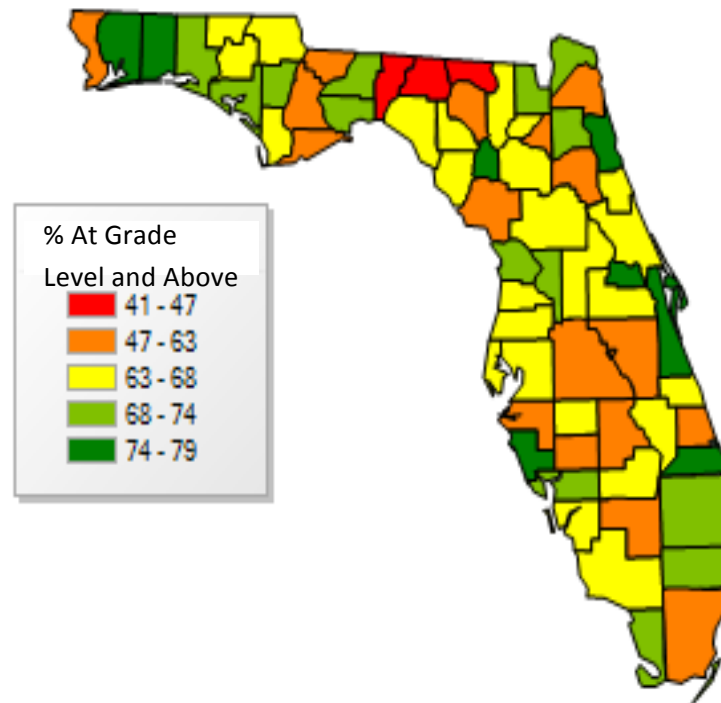 % At Grade
Level and Above
41 - 47
47 - 63
63 - 68
68 - 74
74 - 79